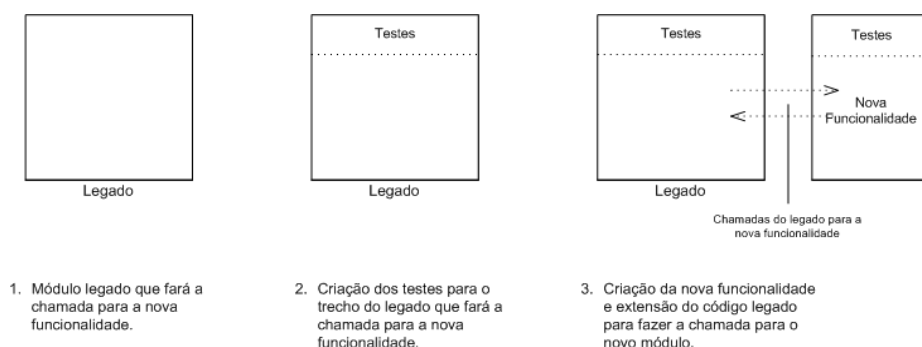 Legado
1. Módulo legado que fará a
chamada para a nova
funcionalidade.
Testes
Legado
2. Criação dos testes para o
trecho do legado que fará a
chamada para a nova
funcionalidade.
Testes
Legado
Testes
Nova
Funcionalidade
Chamadas do legado para a
nova funcionalidade
3. Criação da nova funcionalidade
e extensão do código legado
para fazer a chamada para o
novo módulo.